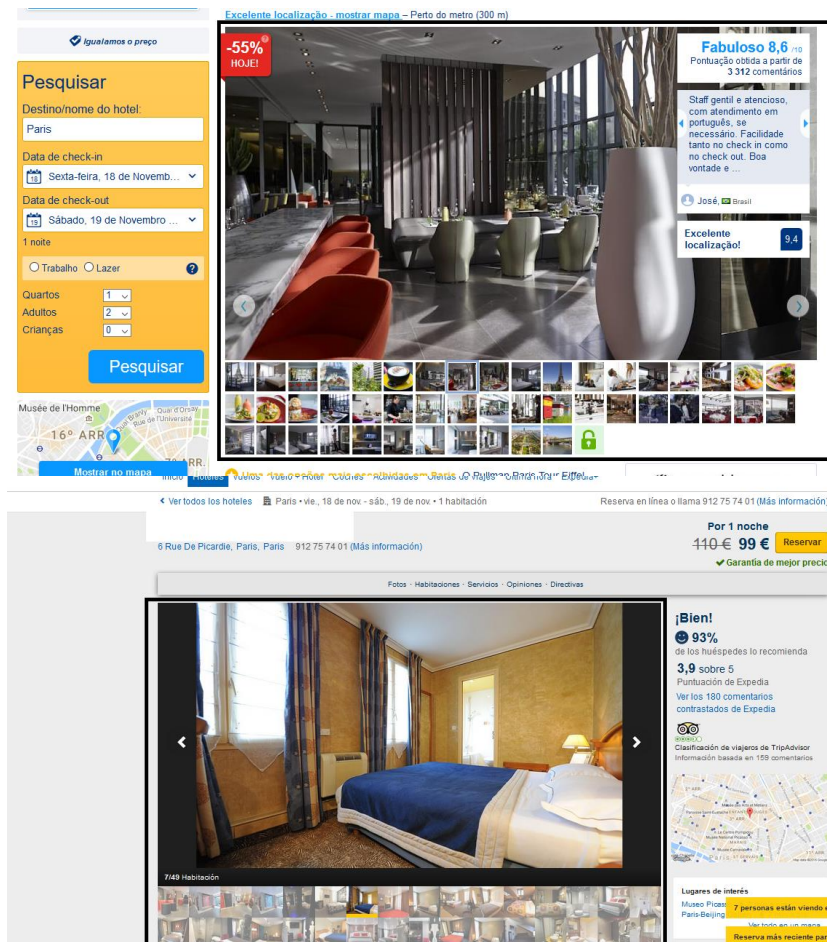 Excelente localização - mostrar mapa – Perto do metro (300 m)
Igualamos o preço
Pesquisar
Destino/nome do hotel:
Paris
Data de check-in
18
Sexta-feira, 18 de Novemb...
Data de check-out
19
Sábado, 19 de Novembro ...
1 noite
Trabalho
Lazer
?
Quartos 1
Adultos 2
Crianças 0
Pesquisar
Musée de l'Homme
Quai d'Orsay
Rue de l'Université
16º ARR
ARR.
Mostrar no mapa
-55%
HOJE!
Fabuloso 8,6 /10
Pontuação obtida a partir de
3 312 comentários
Staff gentil e atencioso,
com atendimento em
português, se
necessário. Facilidade
tanto no check in como
no check out. Boa
vontade e ...
José, Brasil
Excelente
localização!
9,4
Hoteles
Ver todos los hoteles
Paris • vie., 18 de nov. - sáb., 19 de nov. • 1 habitación
Reserva en línea o llama 912 75 74 01 (Más información)
6 Rue De Picardie, Paris, Paris 912 75 74 01 (Más información)
Por 1 noche
110 € 99 €
Reservar
Garantía de mejor precio
Fotos · Habitaciones · Servicios · Opiniones · Directivas
7/49 Habitación
¡Bien!
93%
de los huéspedes lo recomienda
3,9 sobre 5
Puntuación de Expedia
Ver los 180 comentarios
contrastados de Expedia
Clasificación de viajeros de TripAdvisor
Información basada en 159 comentarios
Lugares de interés
Museo
Paris-Beijing
7 personas están viendo
Ver todo en un mapa
Reserva más reciente